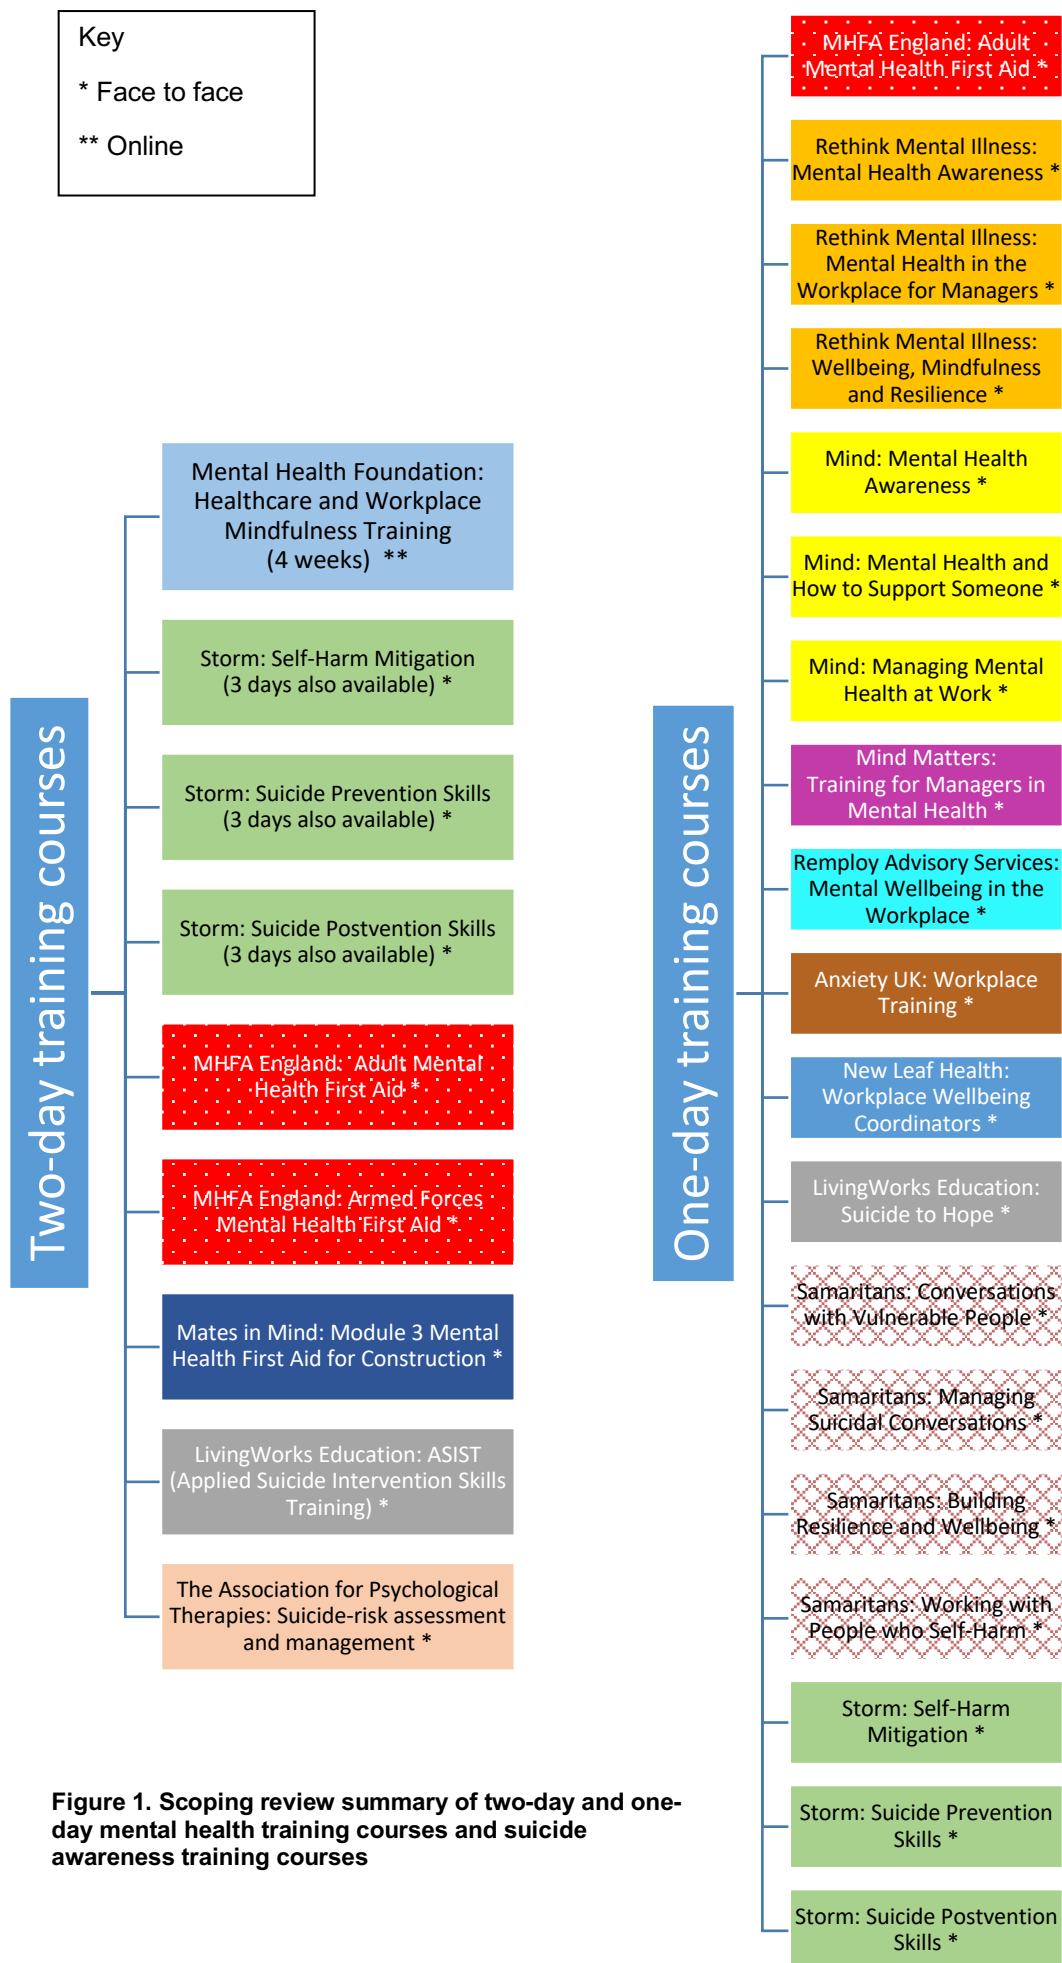 Key
* Face to face
** Online
Two-day training courses
Mental Health Foundation:
Healthcare and Workplace
Mindfulness Training
(4 weeks) **
Storm: Self-Harm Mitigation
(3 days also available) *
Storm: Suicide Prevention Skills
(3 days also available) *
Storm: Suicide Postvention Skills
(3 days also available) *
MHFA England: Adult Mental
Health First Aid *
MHFA England: Armed Forces
Mental Health First Aid *
Mates in Mind: Module 3 Mental
Health First Aid for Construction *
LivingWorks Education: ASIST
(Applied Suicide Intervention Skills
Training) *
The Association for Psychological
Therapies: Suicide-risk assessment
and management *
One-day training courses
MHFA England: Adult
Mental Health First Aid *
Rethink Mental Illness:
Mental Health Awareness *
Rethink Mental Illness:
Mental Health in the
Workplace for Managers *
Rethink Mental Illness:
Wellbeing, Mindfulness
and Resilience *
Mind: Mental Health
Awareness *
Mind: Mental Health and
How to Support Someone *
Mind: Managing Mental
Health at Work *
Mind Matters:
Training for Managers in
Mental Health *
Remploy Advisory Services:
Mental Wellbeing in the
Workplace *
Anxiety UK: Workplace
Training *
New Leaf Health:
Workplace Wellbeing
Coordinators *
LivingWorks Education:
Suicide to Hope *
Samaritans: Conversations
with Vulnerable People *
Samaritans: Managing
Suicidal Conversations *
Samaritans: Building
Resilience and Wellbeing *
Samaritans: Working with
People who Self-Harm *
Storm: Self-Harm
Mitigation *
Storm: Suicide Prevention
Skills *
Storm: Suicide Postvention
Skills *
Figure 1. Scoping review summary of two-day and one-
day mental health training courses and suicide
awareness training courses